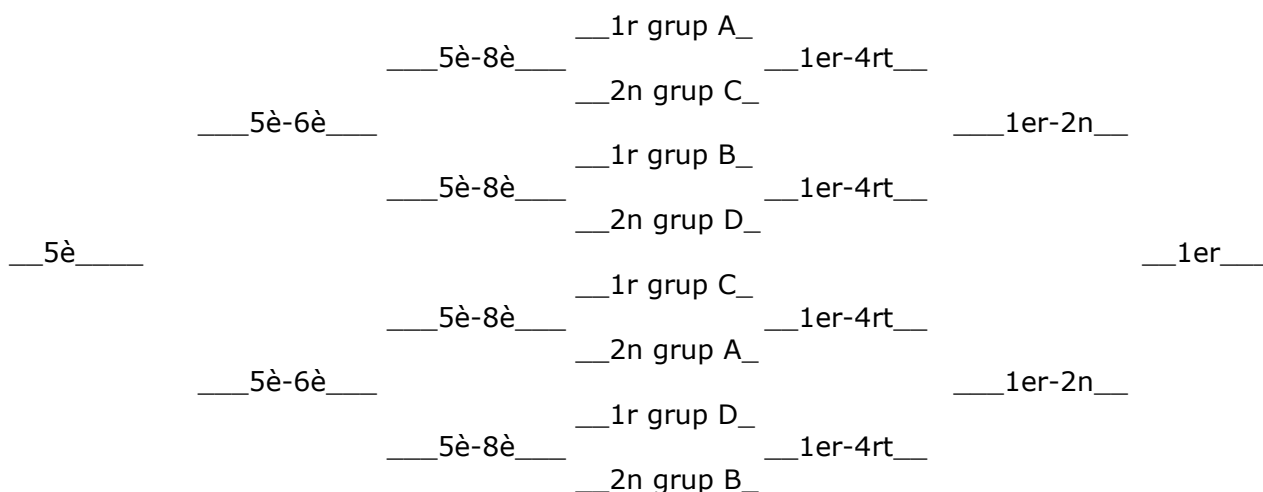 __1r grup A_
___5è-8è___ __1er-4rt__
__2n grup C_
___5è-6è___ ___1er-2n__
__1r grup B_
___5è-8è___ __1er-4rt__
__2n grup D_
__5è____ __1er___
__1r grup C_
___5è-8è___ __1er-4rt__
__2n grup A_
___5è-6è___ ___1er-2n__
__1r grup D_
___5è-8è___ __1er-4rt__
__2n grup B_